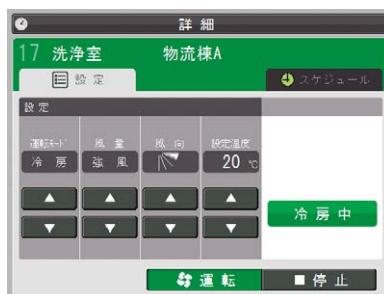 詳細
17 洗浄室 物流棟A
設定 スケジュール
設定
運転モード 風量 風向 設定温度
冷房 強風 20 ℃
冷房中
運転 ■停止